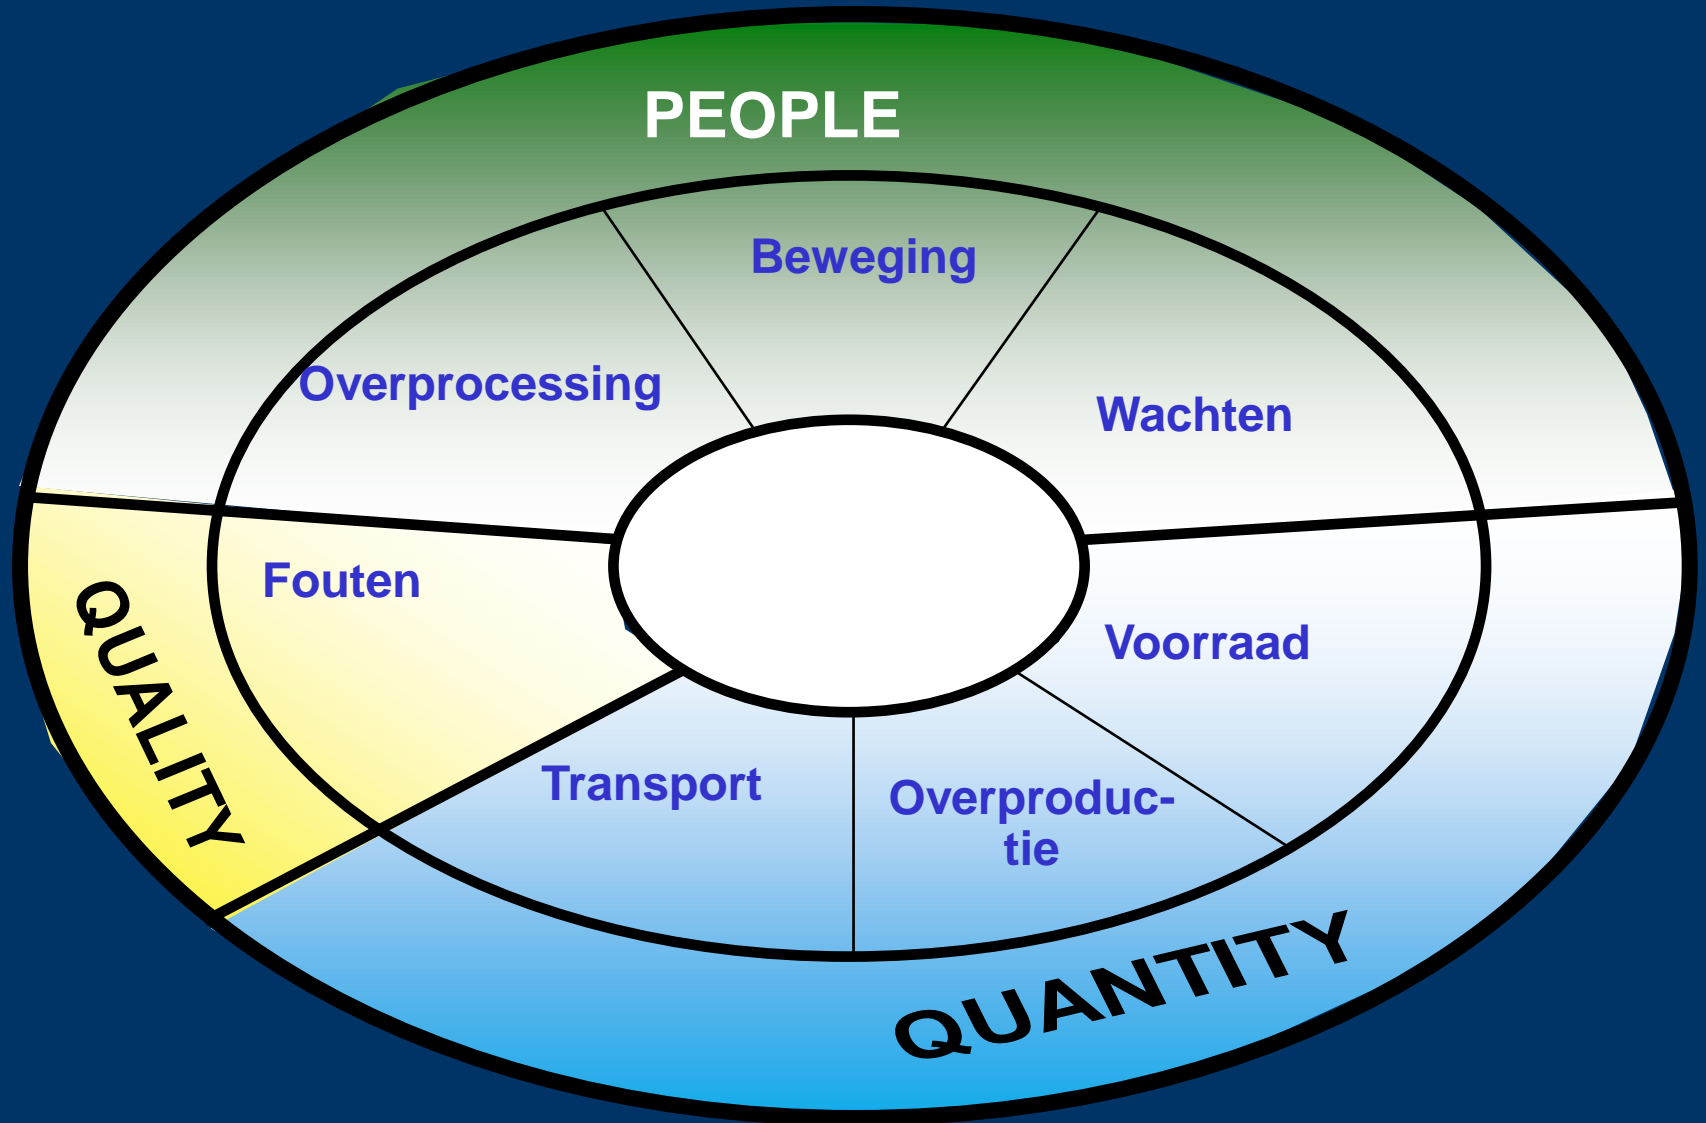 PEOPLE
Beweging
Overprocessing
Wachten
Fouten
QUALITY
Voorraad
Transport
Overproduc-
tie
QUANTITY